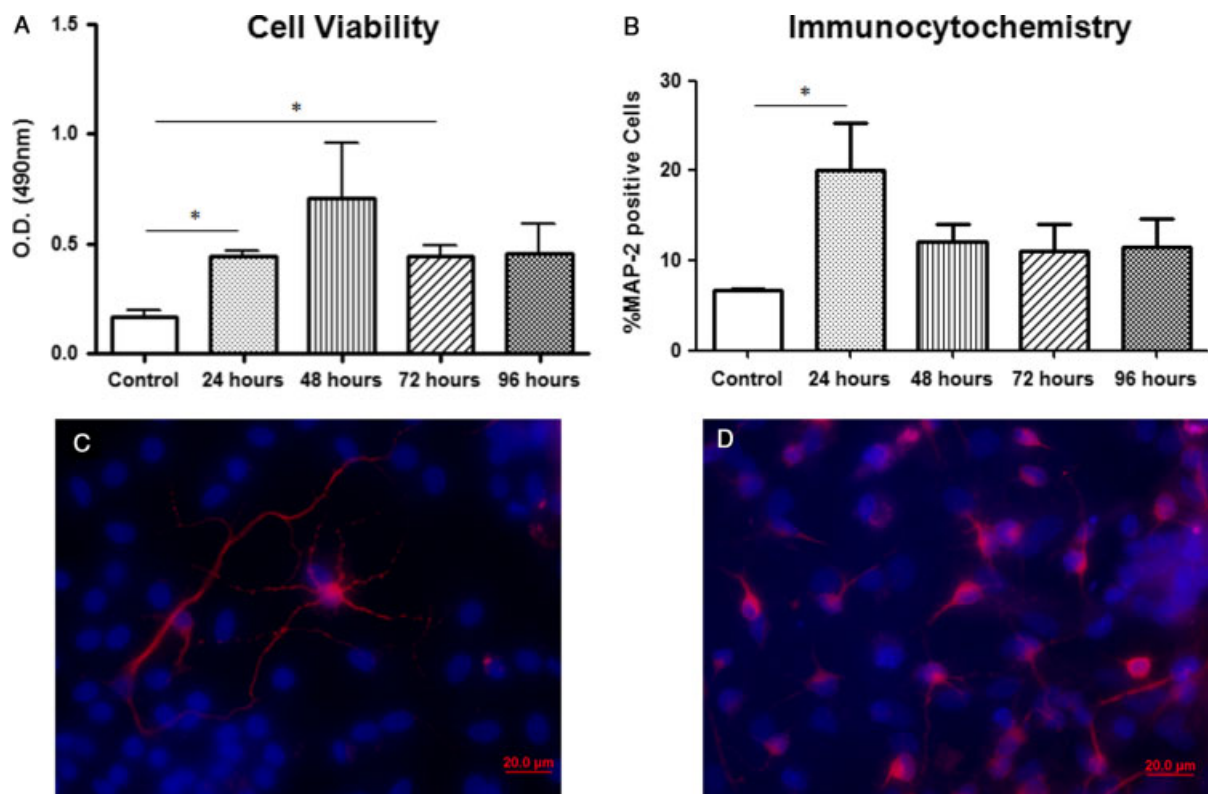 A
Cell Viability
1.5
1.0
0.5
0.0
O.D. (490nm)
*
*
Control 24 hours 48 hours 72 hours 96 hours
B
Immunocytochemistry
30
20
10
0
%MAP-2 positive Cells
*
Control 24 hours 48 hours 72 hours 96 hours
C
20.0 µm
D
20.0 µm